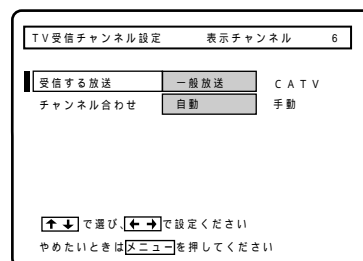 TV受信チャンネル設定 表示チャンネル 6
受信する放送 一般放送 CATV
チャンネル合わせ 自動 手動
↑↓で選び、←→で設定ください
やめたいときはメニューを押してください